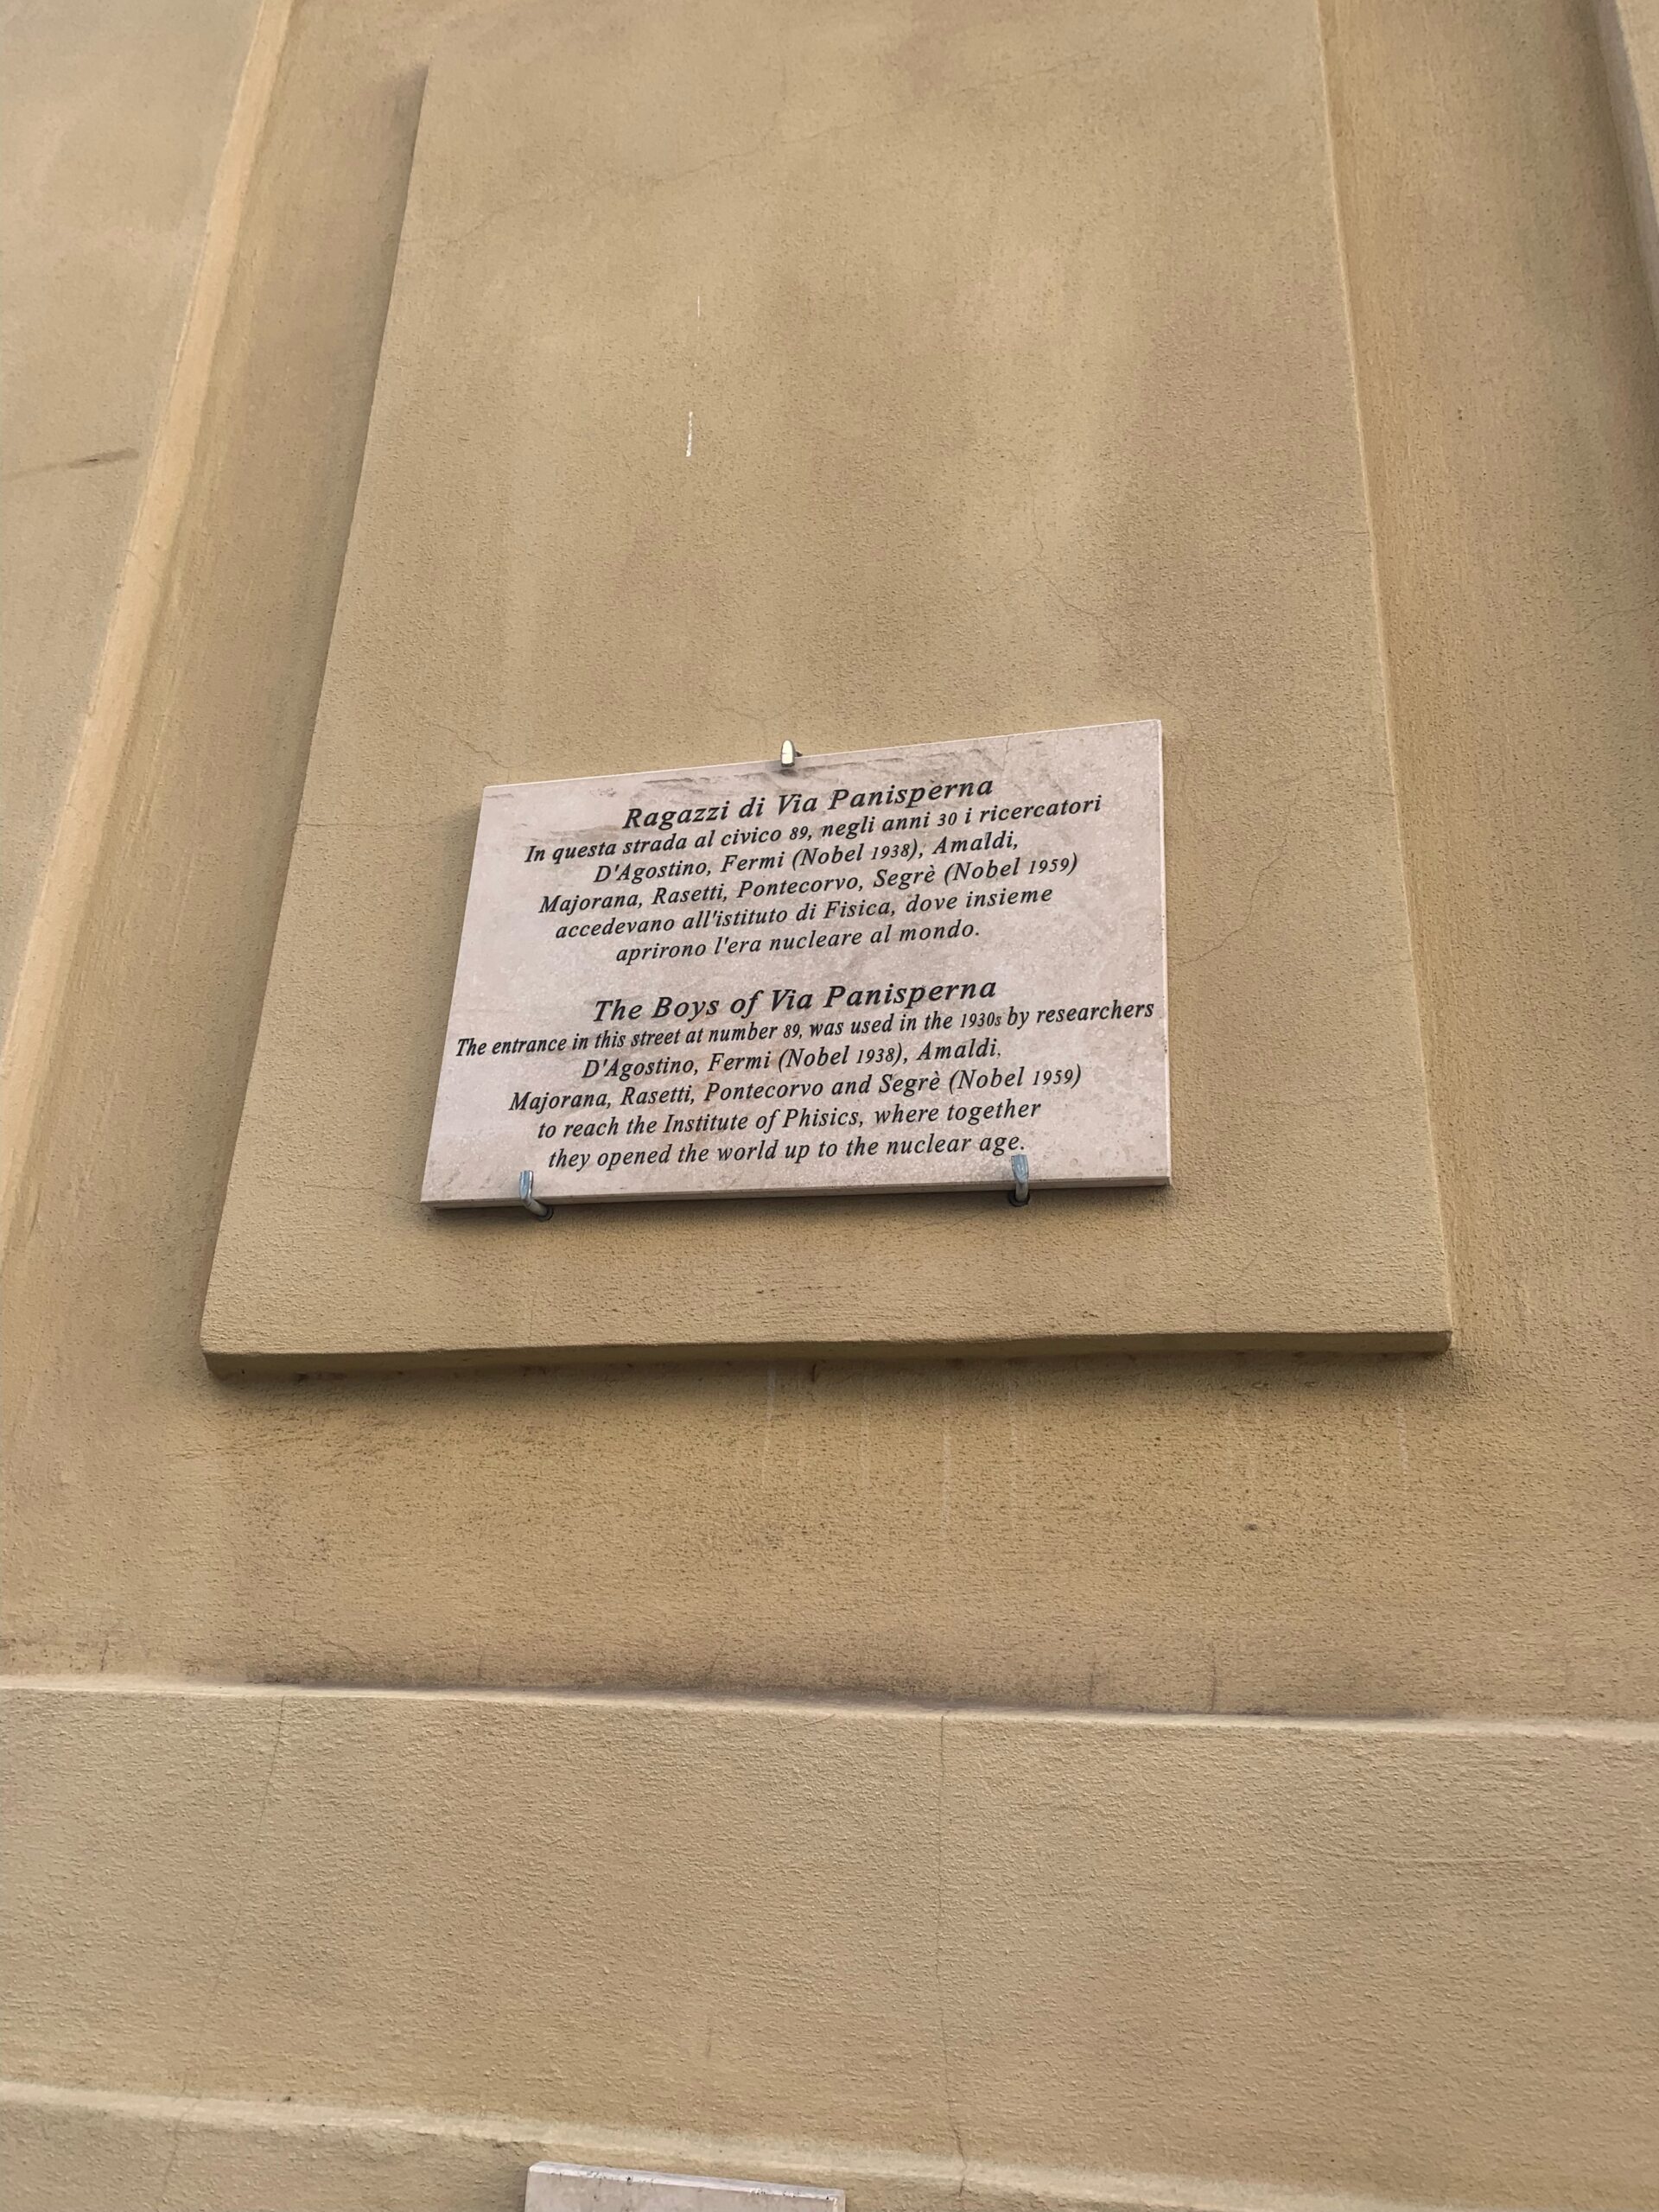 Ragazzi di Via Panisperna
In questa strada al civico 89, negli anni 30 i ricercatori
D'Agostino, Fermi (Nobel 1938), Amaldi,
Majorana, Rasetti, Pontecorvo, Segrè (Nobel 1959)
accedevano all'istituto di Fisica, dove insieme
aprirono l'era nucleare al mondo.
The Boys of Via Panisperna
The entrance in this street at number 89, was used in the 1930s by researchers
D'Agostino, Fermi (Nobel 1938), Amaldi,
Majorana, Rasetti, Pontecorvo and Segrè (Nobel 1959)
to reach the Institute of Phisics, where together
they opened the world up to the nuclear age.